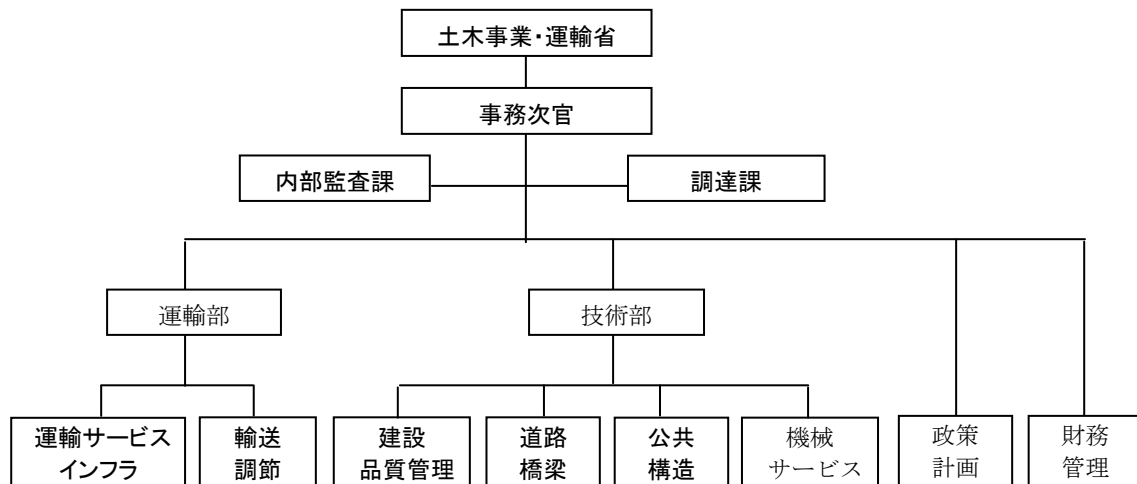 土木事業・運輸省
事務次官
内部監査課
調達課
運輸部
技術部
運輸サービス
インフラ
輸送
調節
建設
品質管理
道路
橋梁
公共
構造
機械
サービス
政策
計画
財務
管理